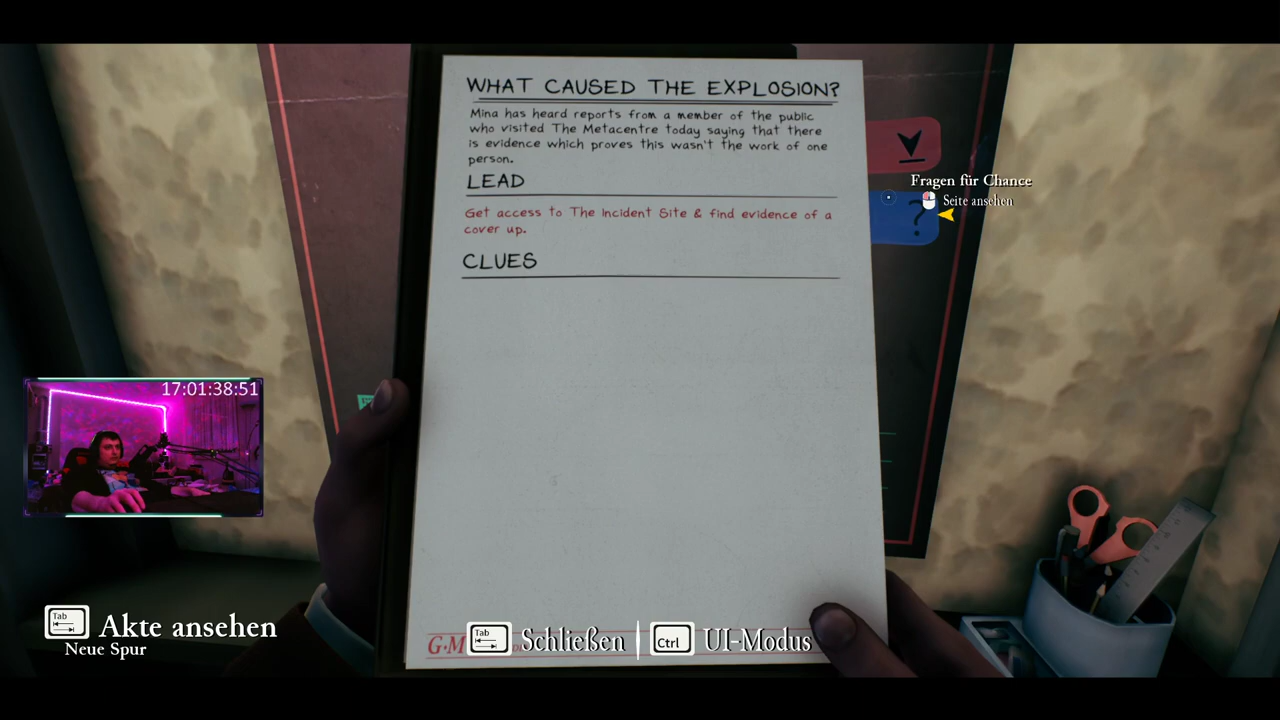 WHAT CAUSED THE EXPLOSION?
Mina has heard reports from a member of the public
who visited The Metacentre today saying that there
is evidence which proves this wasn't the work of one
person.
LEAD
Get access to The Incident Site & find evidence of a
cover up.
CLUES
?
Fragen für Chance
Seite ansehen
17:01:38:51
Tab Akte ansehen
Neue Spur
G.M
Tab Schließen
Ctrl UI-Modus